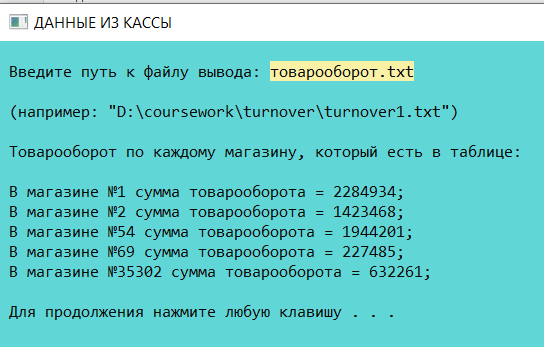 ДАННЫЕ ИЗ КАССЫ
Введите путь к файлу вывода: товарооборот.txt
(например: "D:\coursework\turnover\turnover1.txt")
Товарооборот по каждому магазину, который есть в таблице:
В магазине №1 сумма товарооборота = 2284934;
В магазине №2 сумма товарооборота = 1423468;
В магазине №54 сумма товарооборота = 1944201;
В магазине №69 сумма товарооборота = 227485;
В магазине №35302 сумма товарооборота = 632261;
Для продолжения нажмите любую клавишу . . .